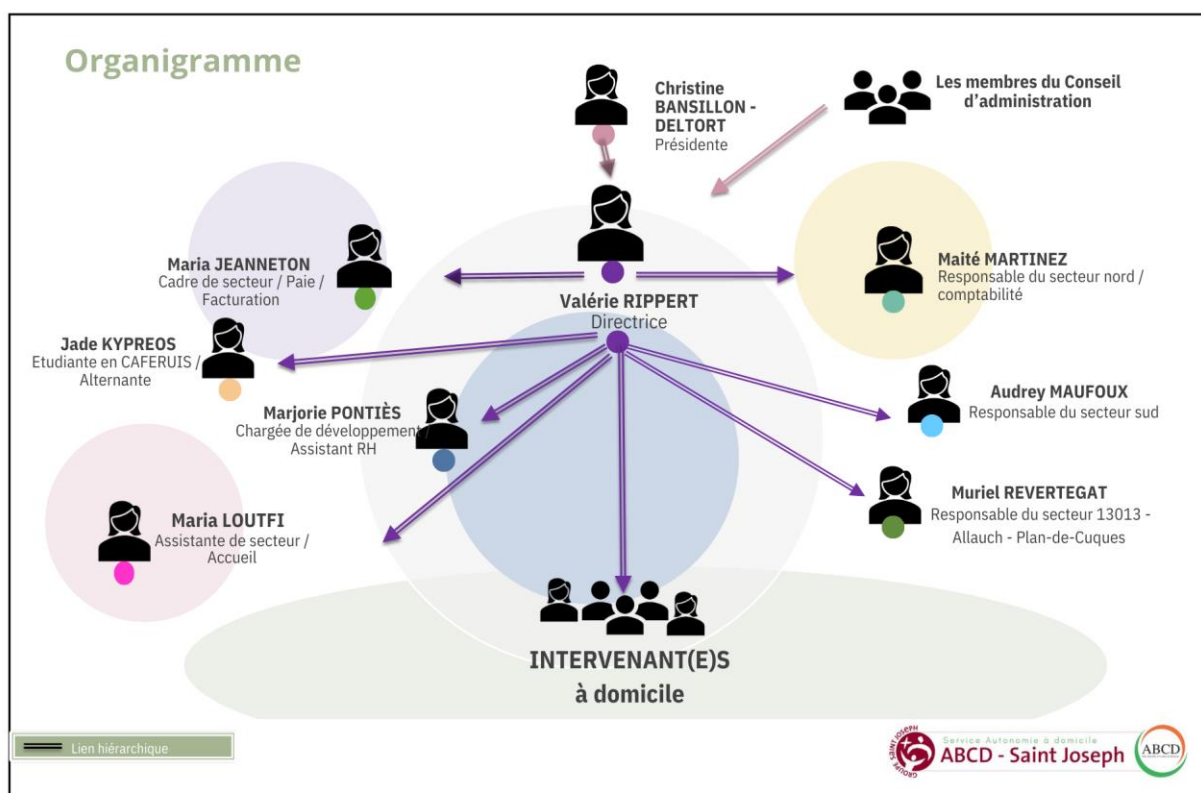 Organigramme
Christine
BANSILLON -
DELTORT
Présidente
Les membres du Conseil
d'administration
Maria JEANNETON
Cadre de secteur / Paie /
Facturation
Valérie RIPPERT
Directrice
Maité MARTINEZ
Responsable du secteur nord /
comptabilité
Jade KYPREOS
Etudiante en CAFERUIS /
Alternante
Marjorie PONTIÈS
Chargée de développement /
Assistant RH
Audrey MAUFOUX
Responsable du secteur sud
Maria LOUTFI
Assistante de secteur /
Accueil
Muriel REVERTEGAT
Responsable du secteur 13013 -
Allauch - Plan-de-Cuques
INTERVENANT(E)S
à domicile
Lien hiérarchique
GROUPE SAINT JOSEPH
Service Autonomie à domicile
ABCD - Saint Joseph
ABCD